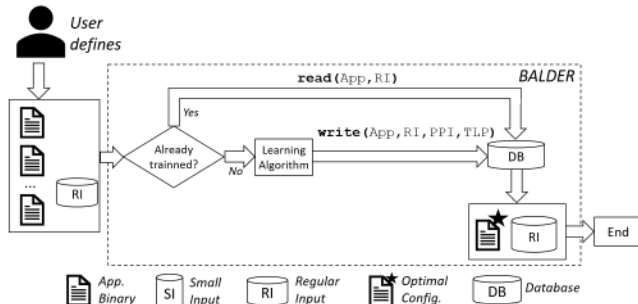 User
defines
BALDER
read(App,RI)
Yes
write(App,RI,PPI,TLP)
Already
trainned?
No
Learning
Algorithm
DB
...
RI
RI
End
App.
Binary
SI
Small
Input
RI
Regular
Input
Optimal
Config.
DB
Database